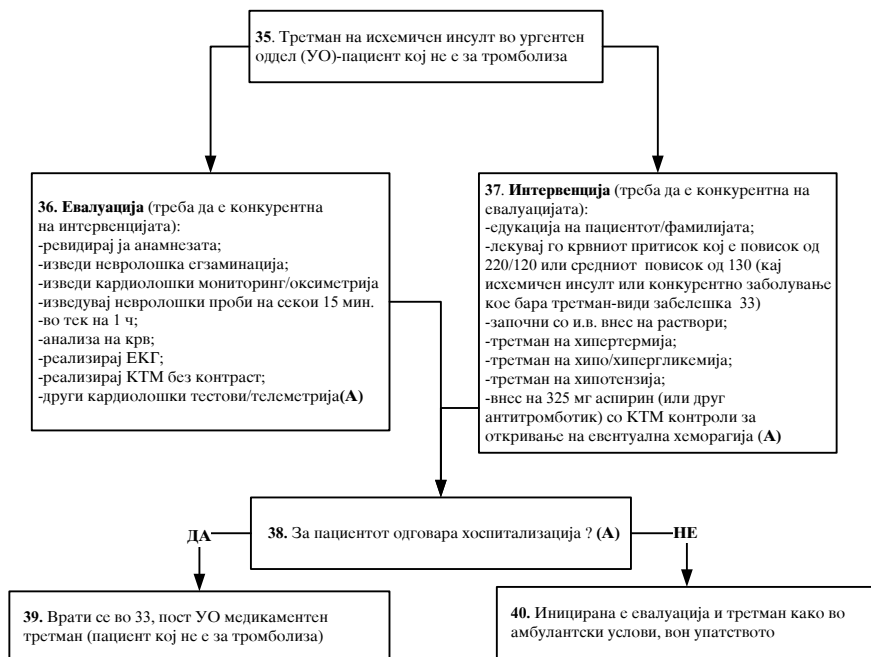 35. Третман на исхемичен инсулт во ургентен
оддел (УО)-пациент кој не е за тромболиза
36. Евалуација (треба да е конкурентна
на интервенцијата):
-ревидирај ја анамнезата;
-изведи невролошка егзаминација;
-изведи кардиолошки мониторинг/оксиметрија
-изведувај невролошки проби на секои 15 мин.
-во тек на 1 ч;
-анализа на крв;
-реализирај ЕКГ;
-реализирај КТМ без контраст;
-други кардиолошки тестови/телеметрија(А)
37. Интервенција (треба да е конкурентна на
евалуацијата):
-едукација на пациентот/фамилијата;
-лекувај го крвниот притисок кој е повисок од
220/120 или средниот повисок од 130 (кај
исхемичен инсулт или конкурентно заболување
кое бара третман-види забелешка 33)
-започни со и.в. внес на раствори;
-третман на хипертермија;
-третман на хипо/хипергликемија;
-третман на хипотензија;
-внес на 325 мг аспирин (или друг
антитромботик) со КТМ контроли за
откривање на евентуална хеморагија (А)
38. За пациентот одговара хоспитализација ? (А)
ДА
НЕ
39. Врати се во 33, пост УО медикаментен
третман (пациент кој не е за тромболиза)
40. Иницирана е евалуација и третман како во
амбулантски услови, вон упатството